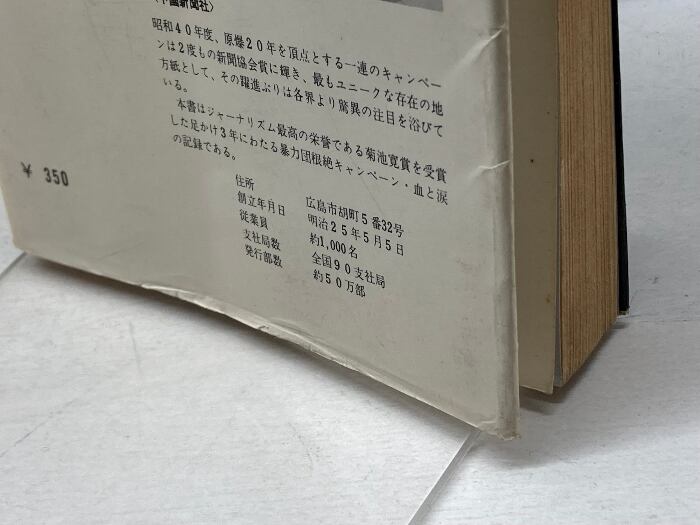 国新聞社〉
昭和40年度、原爆20年を頂点とする一連のキャンペー
ンは2度もの新聞協会賞に輝き、最もユニークな存在の地
方紙として、その躍進ぶりは各界より驚異の注目を浴びて
いる。
本書はジャーナリズム最高の栄誉である菊池寛賞を受賞
した足かけ3年にわたる暴力団根絶キャンペーン・血と涙
の記録である。
¥ 350
住所 広島市胡町5番32号
創立年月日 明治25年5月5日
従業員 約1,000名
支社局数 全国90支社局
発行部数 約50万部